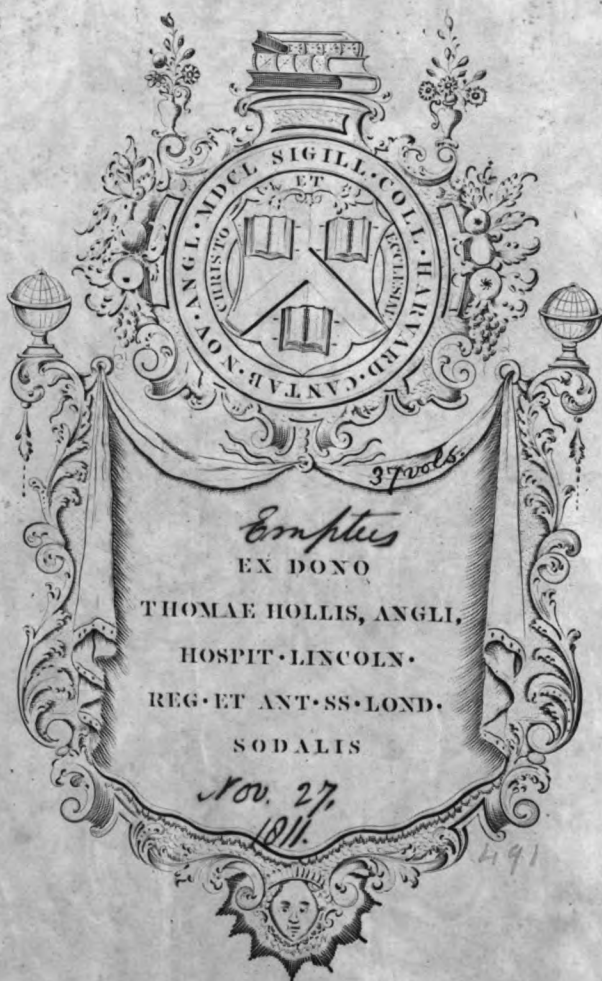 SIGILL·COLL·HARVARD·CANTAB·NOV·ANGL·MDCL
CHRISTO ET ECCLESIAE
37 vols.
Emptus
EX DONO
THOMAE HOLLIS, ANGLI,
HOSPIT·LINCOLN·
REG·ET ANT·SS·LOND·
SODALIS
Nov. 27,
1811.
491